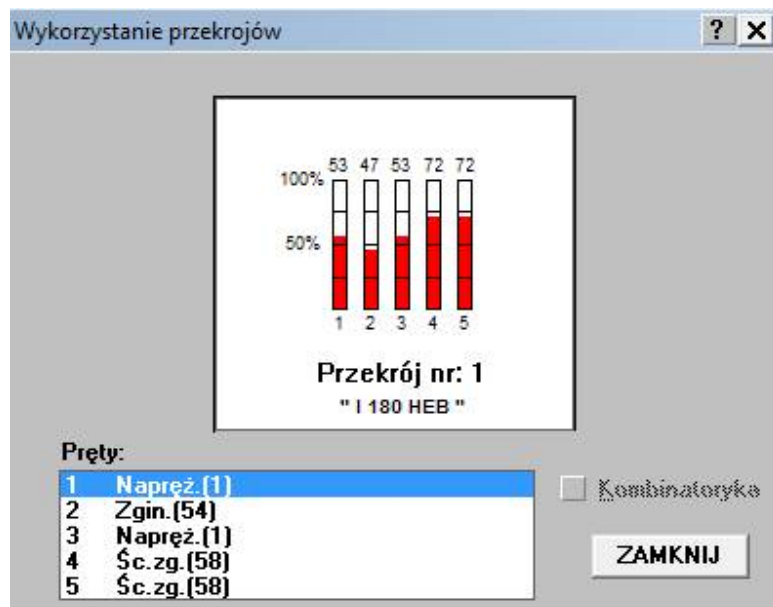 Wykorzystanie przekrojów
? X
53 47 53 72 72
100%
50%
1 2 3 4 5
Przekrój nr: 1
" I 180 HEB "
Pręty:
1 Napręż.(1)
2 Zgin.(54)
3 Napręż.(1)
4 Śc.zg.(58)
5 Śc.zg.(58)
Kombinatoryka
ZAMKNIJ